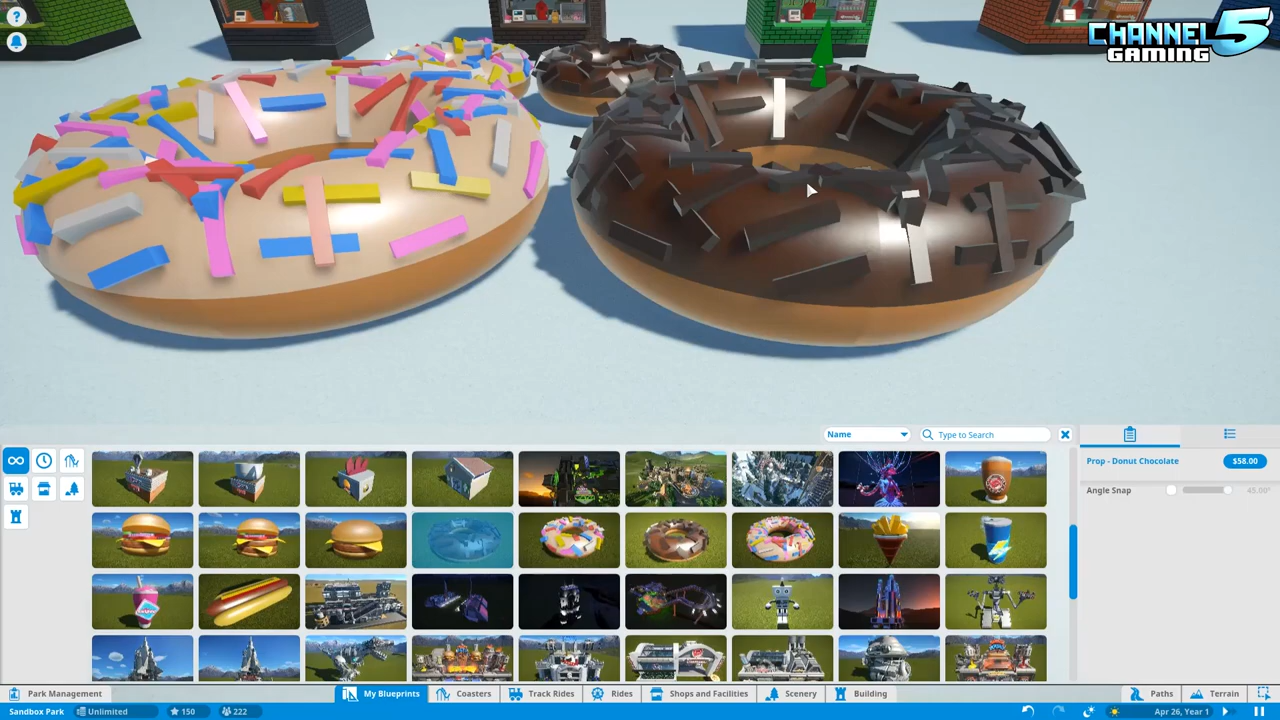 CHANNEL 5
GAMING
Name
Type to Search
Prop - Donut Chocolate
$58.00
Angle Snap
45.00°
Park Management
My Blueprints
Coasters
Track Rides
Rides
Shops and Facilities
Scenery
Building
Paths
Terrain
Sandbox Park
Unlimited
150
222
Apr 26, Year 1